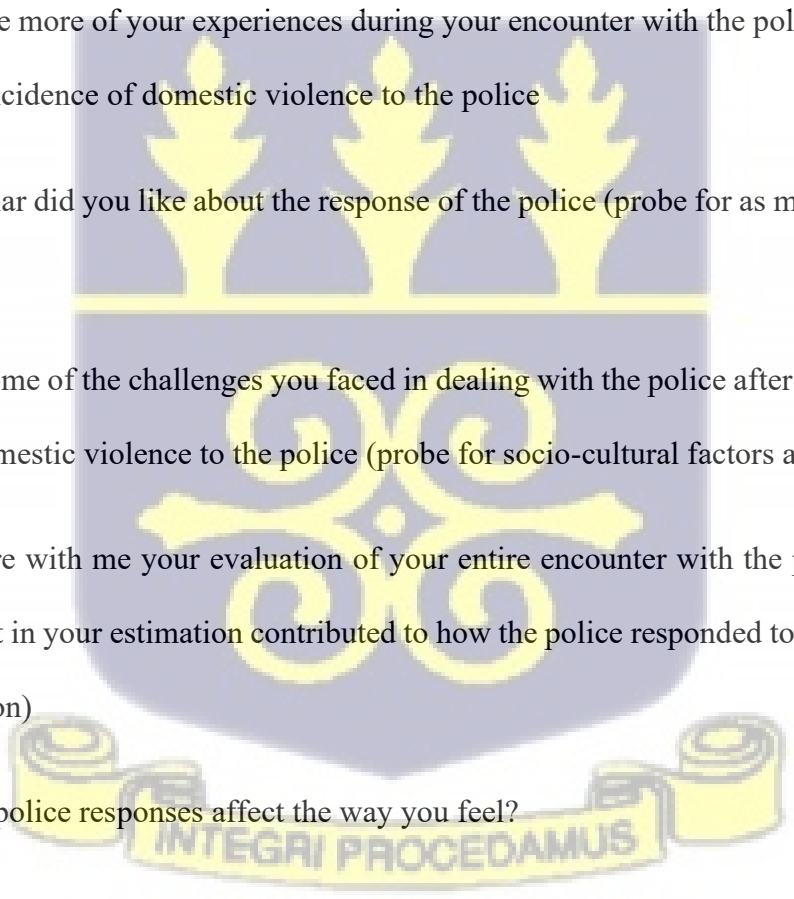 e more of your experiences during your encounter with the pol
cidence of domestic violence to the police
ar did you like about the response of the police (probe for as m
me of the challenges you faced in dealing with the police after
mestic violence to the police (probe for socio-cultural factors a
re with me your evaluation of your entire encounter with the
t in your estimation contributed to how the police responded to
on)
police responses affect the way you feel?
INTEGRI PROCEDAMUS